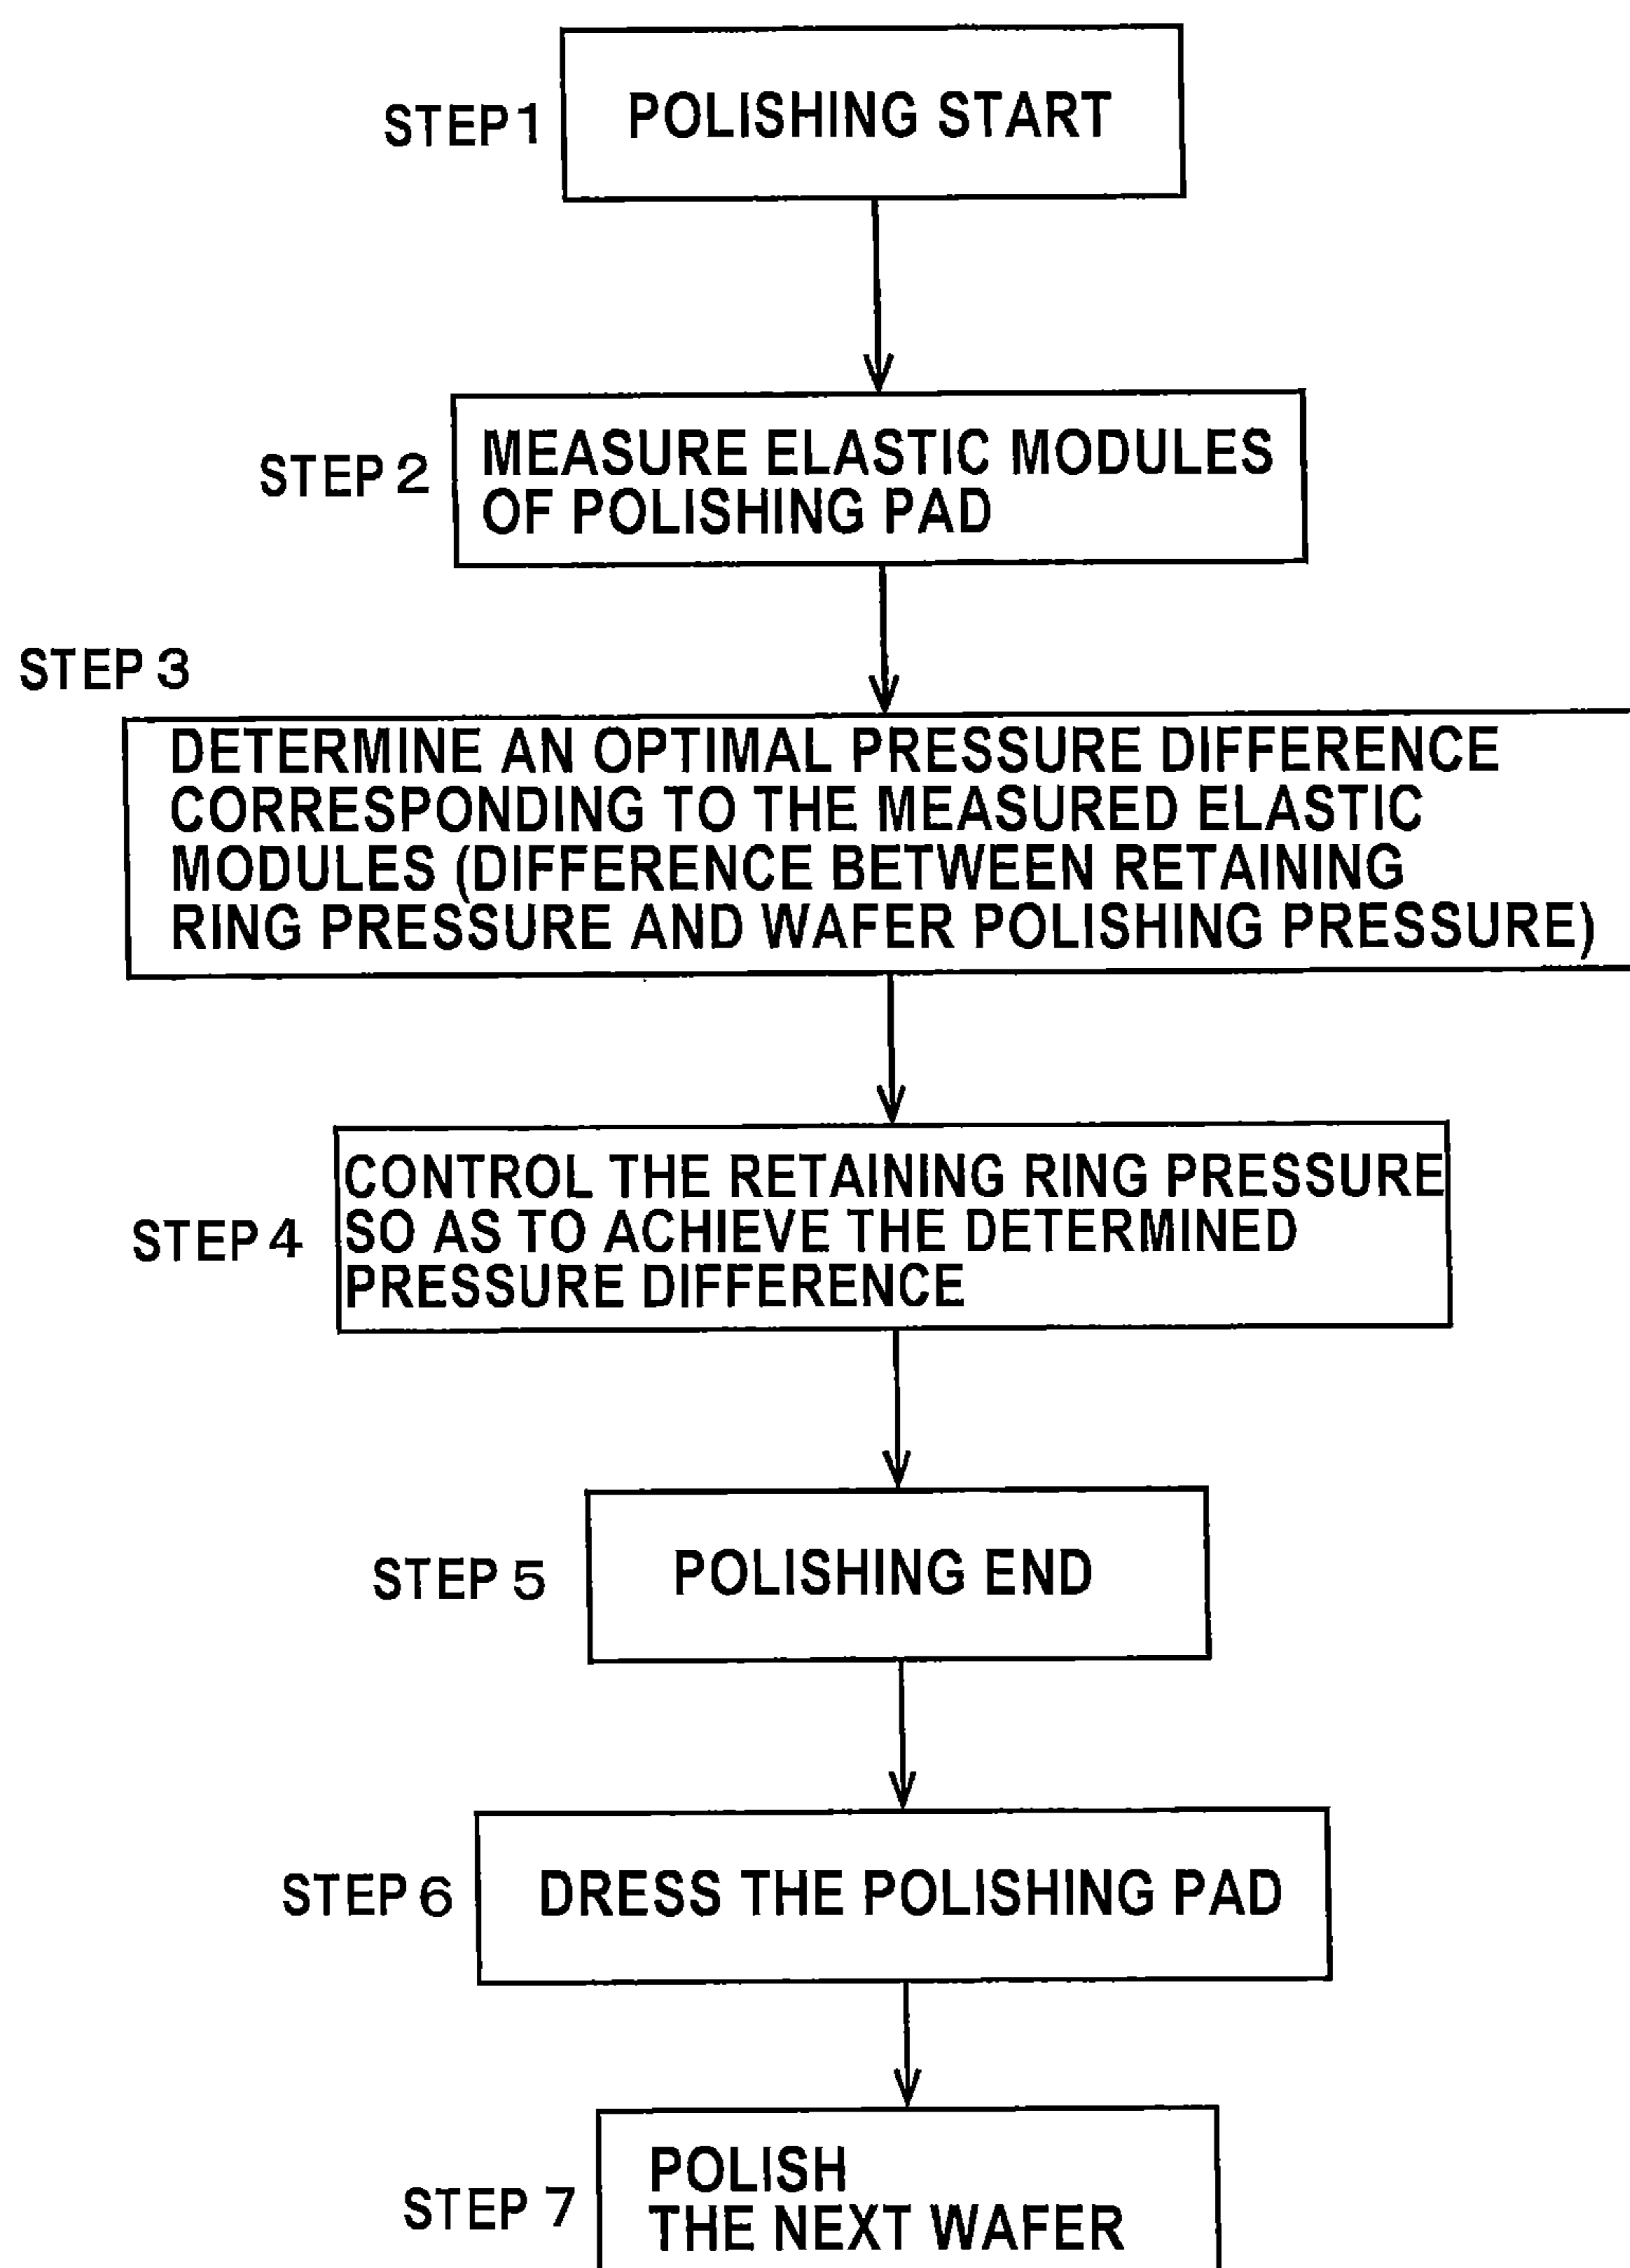 STEP 1
POLISHING START
STEP 2
MEASURE ELASTIC MODULES
OF POLISHING PAD
STEP 3
DETERMINE AN OPTIMAL PRESSURE DIFFERENCE
CORRESPONDING TO THE MEASURED ELASTIC
MODULES (DIFFERENCE BETWEEN RETAINING
RING PRESSURE AND WAFER POLISHING PRESSURE)
STEP 4
CONTROL THE RETAINING RING PRESSURE
SO AS TO ACHIEVE THE DETERMINED
PRESSURE DIFFERENCE
STEP 5
POLISHING END
STEP 6
DRESS THE POLISHING PAD
STEP 7
POLISH
THE NEXT WAFER